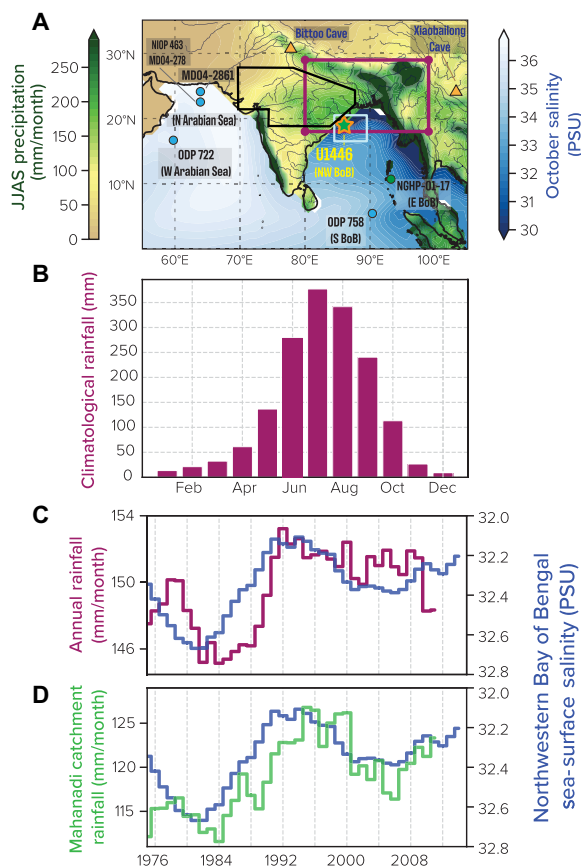 A
JJAS precipitation
(mm/month)
250
200
150
100
50
0
30°N
20°N
10°N
60°E
70°E
80°E
90°E
100°E
NIOP 463
MD04-278
MD04-2861
(N Arabian Sea)
ODP 722
(W Arabian Sea)
Bittoo Cave
Xiaobailong
Cave
U1446
(NW BoB)
NGHP-01-17
(E BoB)
ODP 758
(S BoB)
October salinity
(PSU)
36
35
34
33
32
31
30
B
Climatological rainfall (mm)
350
300
250
200
150
100
50
0
Feb
Apr
Jun
Aug
Oct
Dec
C
Annual rainfall
(mm/month)
154
150
146
32.0
32.2
32.4
32.6
32.8
Northwestern Bay of Bengal
sea-surface salinity (PSU)
D
Mahanadi catchment
rainfall (mm/month)
125
120
115
32.0
32.2
32.4
32.6
32.8
1976
1984
1992
2000
2008